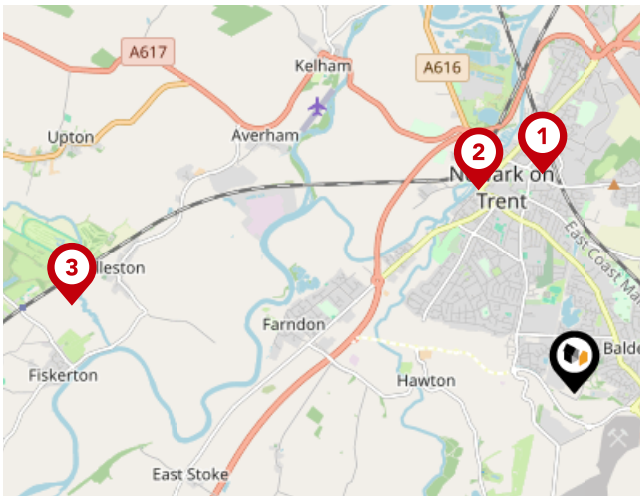 A617
Kelham
A616
Upton
Averham
1
2
Newark on
Trent
East Coast Mai
3
lleston
Farndon
Balde
Fiskerton
Hawton
East Stoke